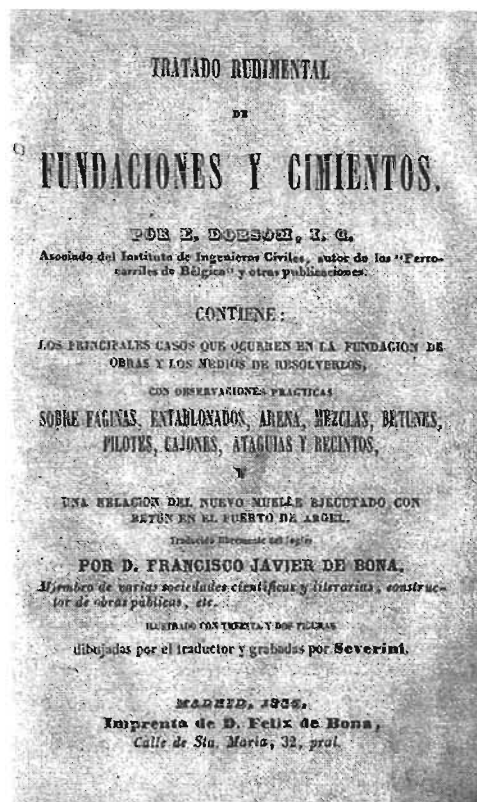 TRATADO RUDIMENTAL
DE
FUNDACIONES Y CIMIENTOS,
POR E. DOBSOM, I. C.
Asociado del Instituto de Ingenieros Civiles, autor de los "Ferro-
carriles de Bélgica" y otras publicaciones.
CONTIENE:
LOS PRINCIPALES CASOS QUE OCURREN EN LA FUNDACION DE
OBRAS Y LOS MEDIOS DE RESOLVERLOS,
CON OBSERVACIONES PRACTICAS
SOBRE FAGINAS, ENTABLONADOS, ARENA, MEZCLAS, BETUNES,
PILOTES, CAJONES, ATAGUIAS Y RECINTOS,
Y
UNA RELACION DEL NUEVO MUELLE EJECUTADO CON
BETUN EN EL PUERTO DE ARGEL.
Traducido libremente del Inglés
POR D. FRANCISCO JAVIER DE BONA,
Miembro de varias sociedades científicas y literarias, construc-
tor de obras públicas, etc.
ILUSTRADO CON TREINTA Y DOS FIGURAS
dibujadas por el traductor y grabadas por Severini.
MADRID,
Imprenta de D. Felix de Bona,
Calle de Sta. Maria, 32, pral.